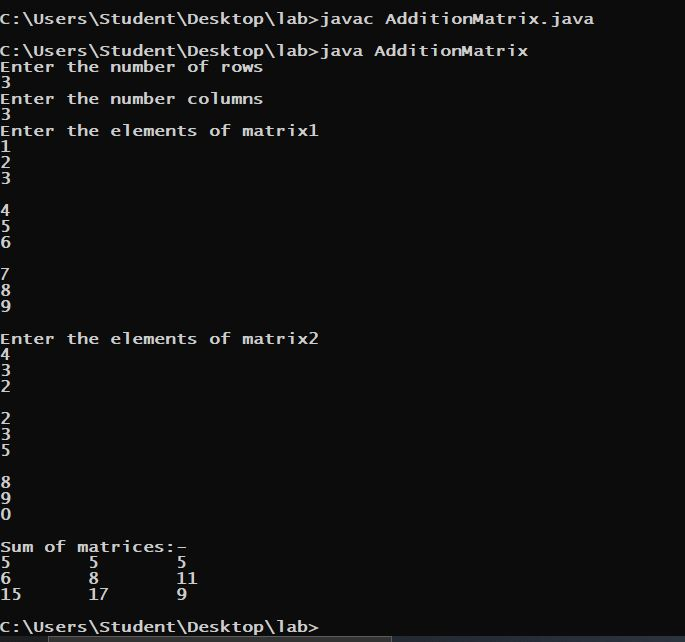 C:\Users\Student\Desktop\lab>javac AdditionMatrix.java
C:\Users\Student\Desktop\lab>java AdditionMatrix
Enter the number of rows
3
Enter the number columns
3
Enter the elements of matrix1
1
2
3
4
5
6
7
8
9
Enter the elements of matrix2
4
3
2
2
3
5
8
9
0
Sum of matrices:-
5 5 5
6 8 11
15 17 9
C:\Users\Student\Desktop\lab>